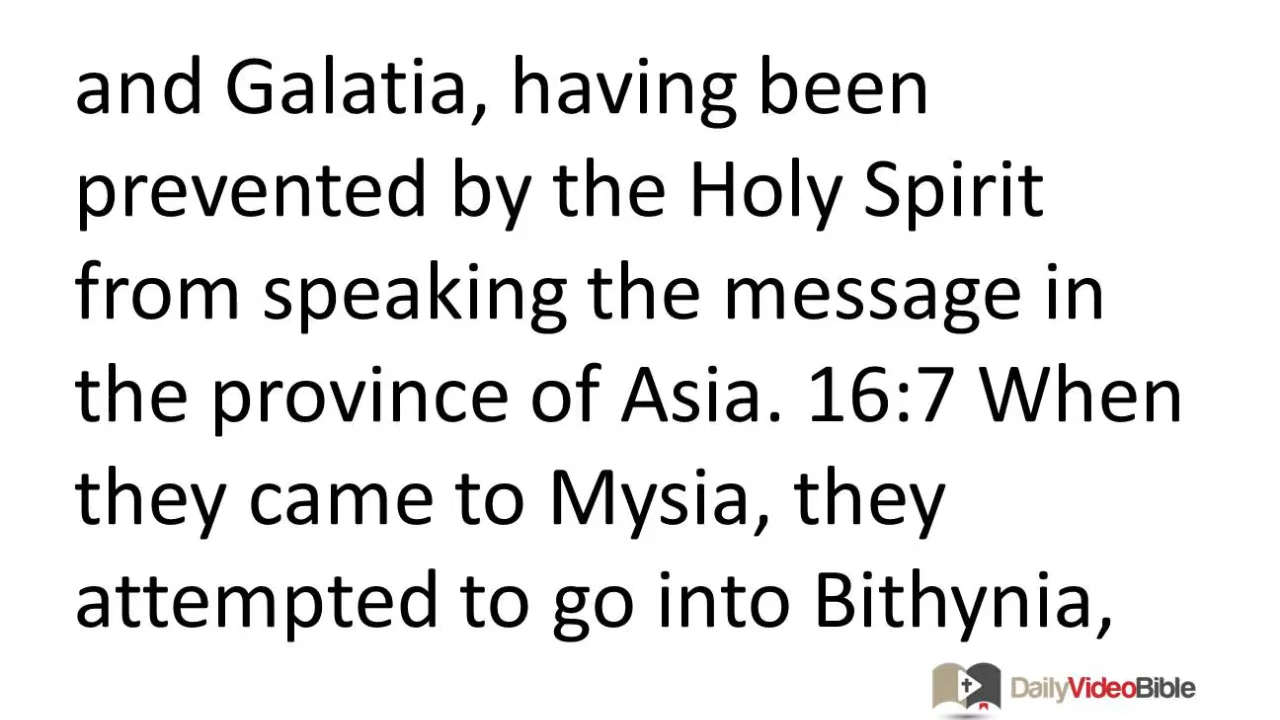 and Galatia, having been
prevented by the Holy Spirit
from speaking the message in
the province of Asia. 16:7 When
they came to Mysia, they
attempted to go into Bithynia,
DailyVideoBible